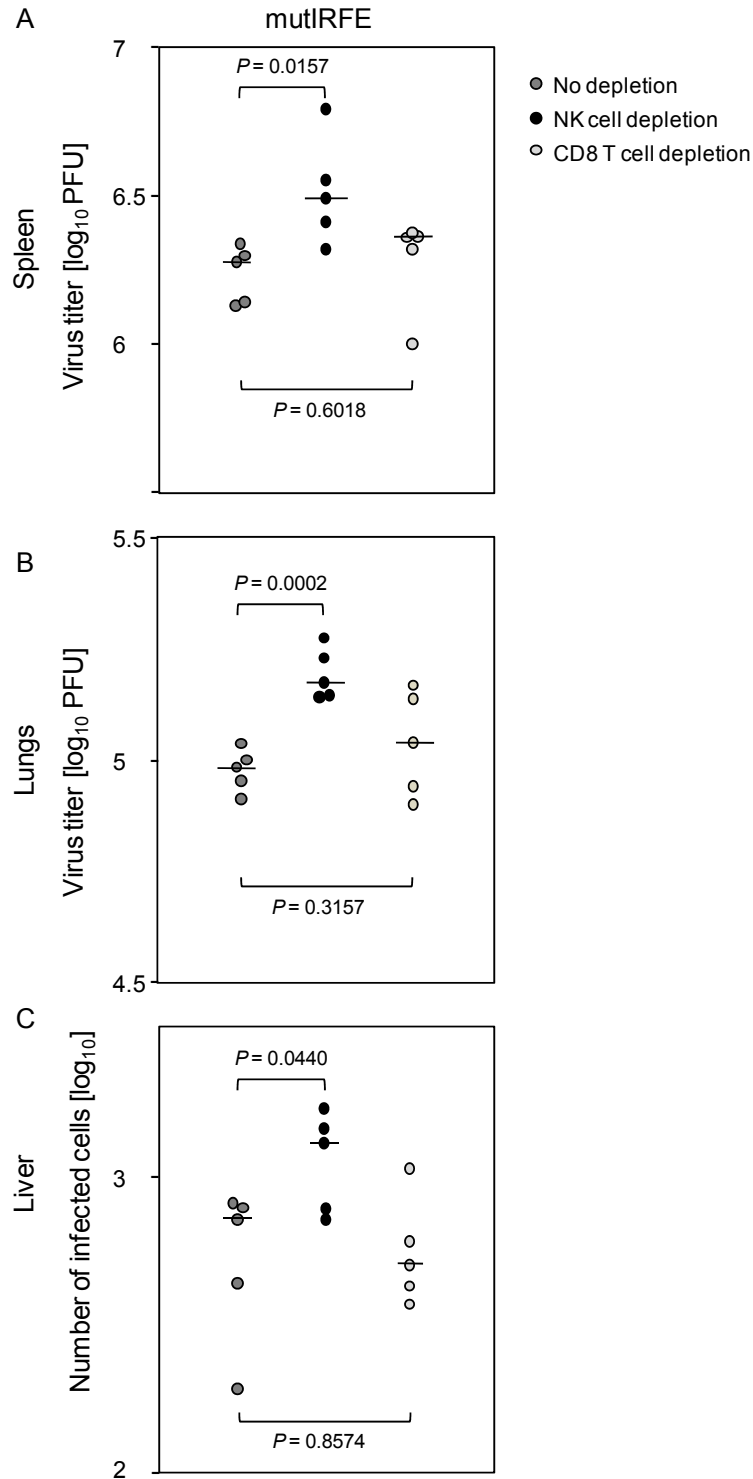 A
mutIRFE
7
P = 0.0157
No depletion
NK cell depletion
CD8 T cell depletion
6.5
Spleen
Virus titer [log10 PFU]
6
P = 0.6018
B
5.5
P = 0.0002
Lungs
Virus titer [log10 PFU]
5
P = 0.3157
4.5
C
P = 0.0440
Liver
Number of infected cells [log10]
3
P = 0.8574
2